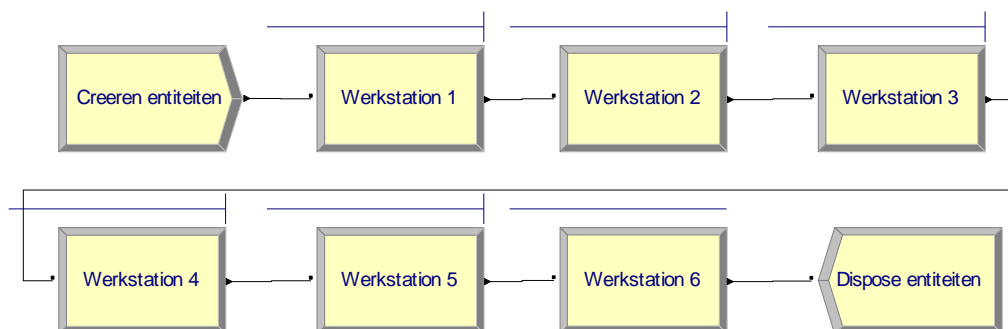 Creeren entiteiten
Werkstation 1
Werkstation 2
Werkstation 3
Werkstation 4
Werkstation 5
Werkstation 6
Dispose entiteiten